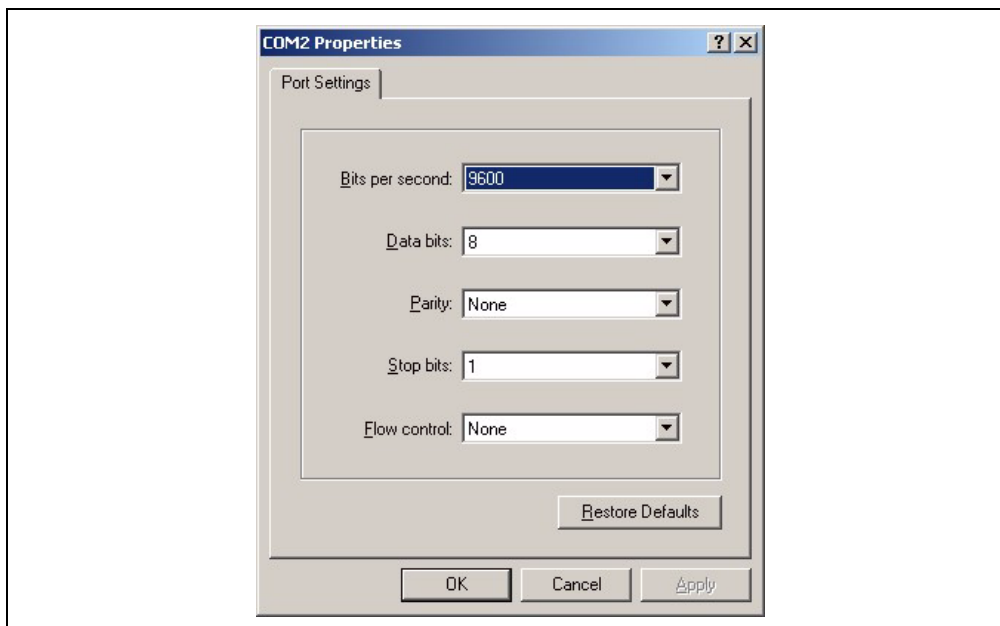 COM2 Properties
Port Settings
Bits per second: 9600
Data bits: 8
Parity: None
Stop bits: 1
Flow control: None
Restore Defaults
OK Cancel Apply